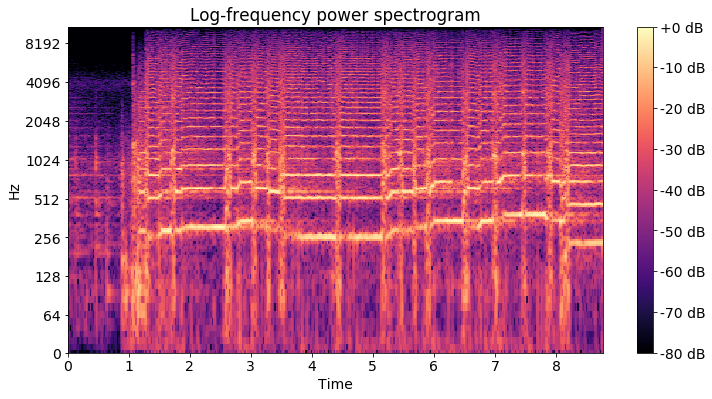 Log-frequency power spectrogram
8192
4096
2048
1024
512
256
128
64
0
Hz
0 1 2 3 4 5 6 7 8
Time
+0 dB
-10 dB
-20 dB
-30 dB
-40 dB
-50 dB
-60 dB
-70 dB
-80 dB